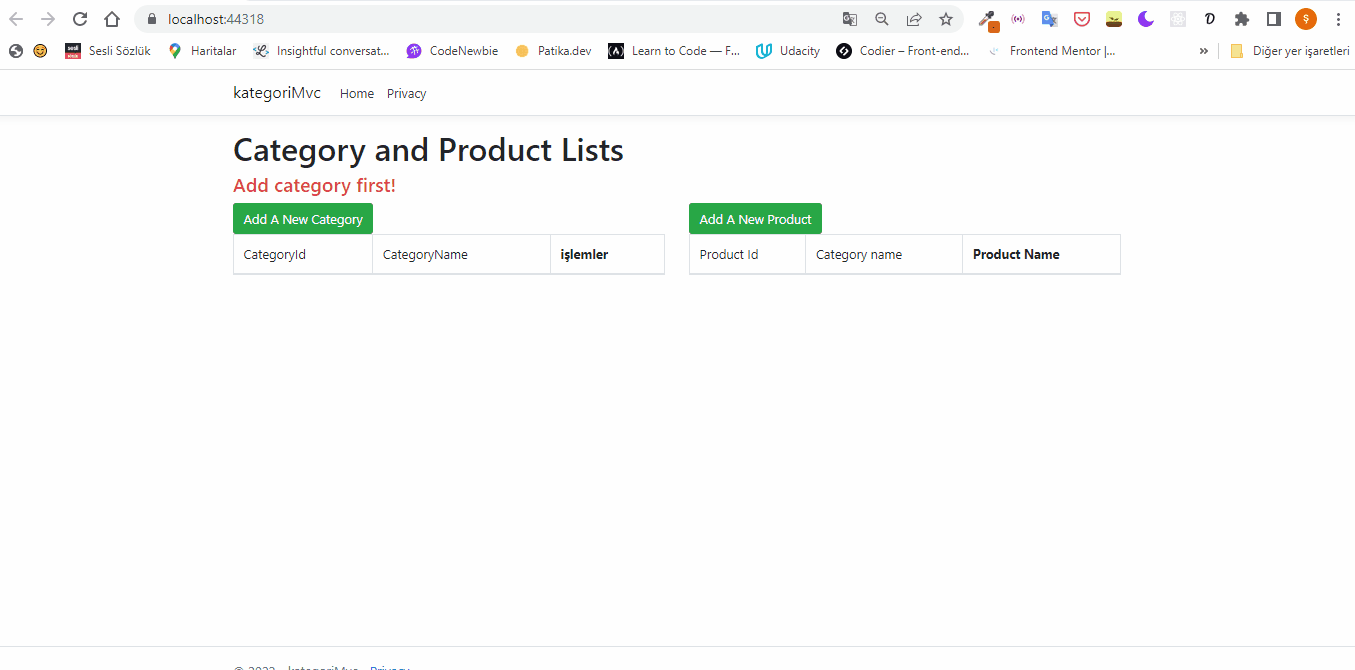 localhost:44318
Sesli Sözlük Haritalar Insightful conversat... CodeNewbie Patika.dev Learn to Code — F... Udacity Codier – Front-end... Frontend Mentor |... » Diğer yer işaretleri
kategoriMvc Home Privacy
Category and Product Lists
Add category first!
Add A New Category Add A New Product
CategoryId CategoryName işlemler Product Id Category name Product Name
kategoriMvc Privacy